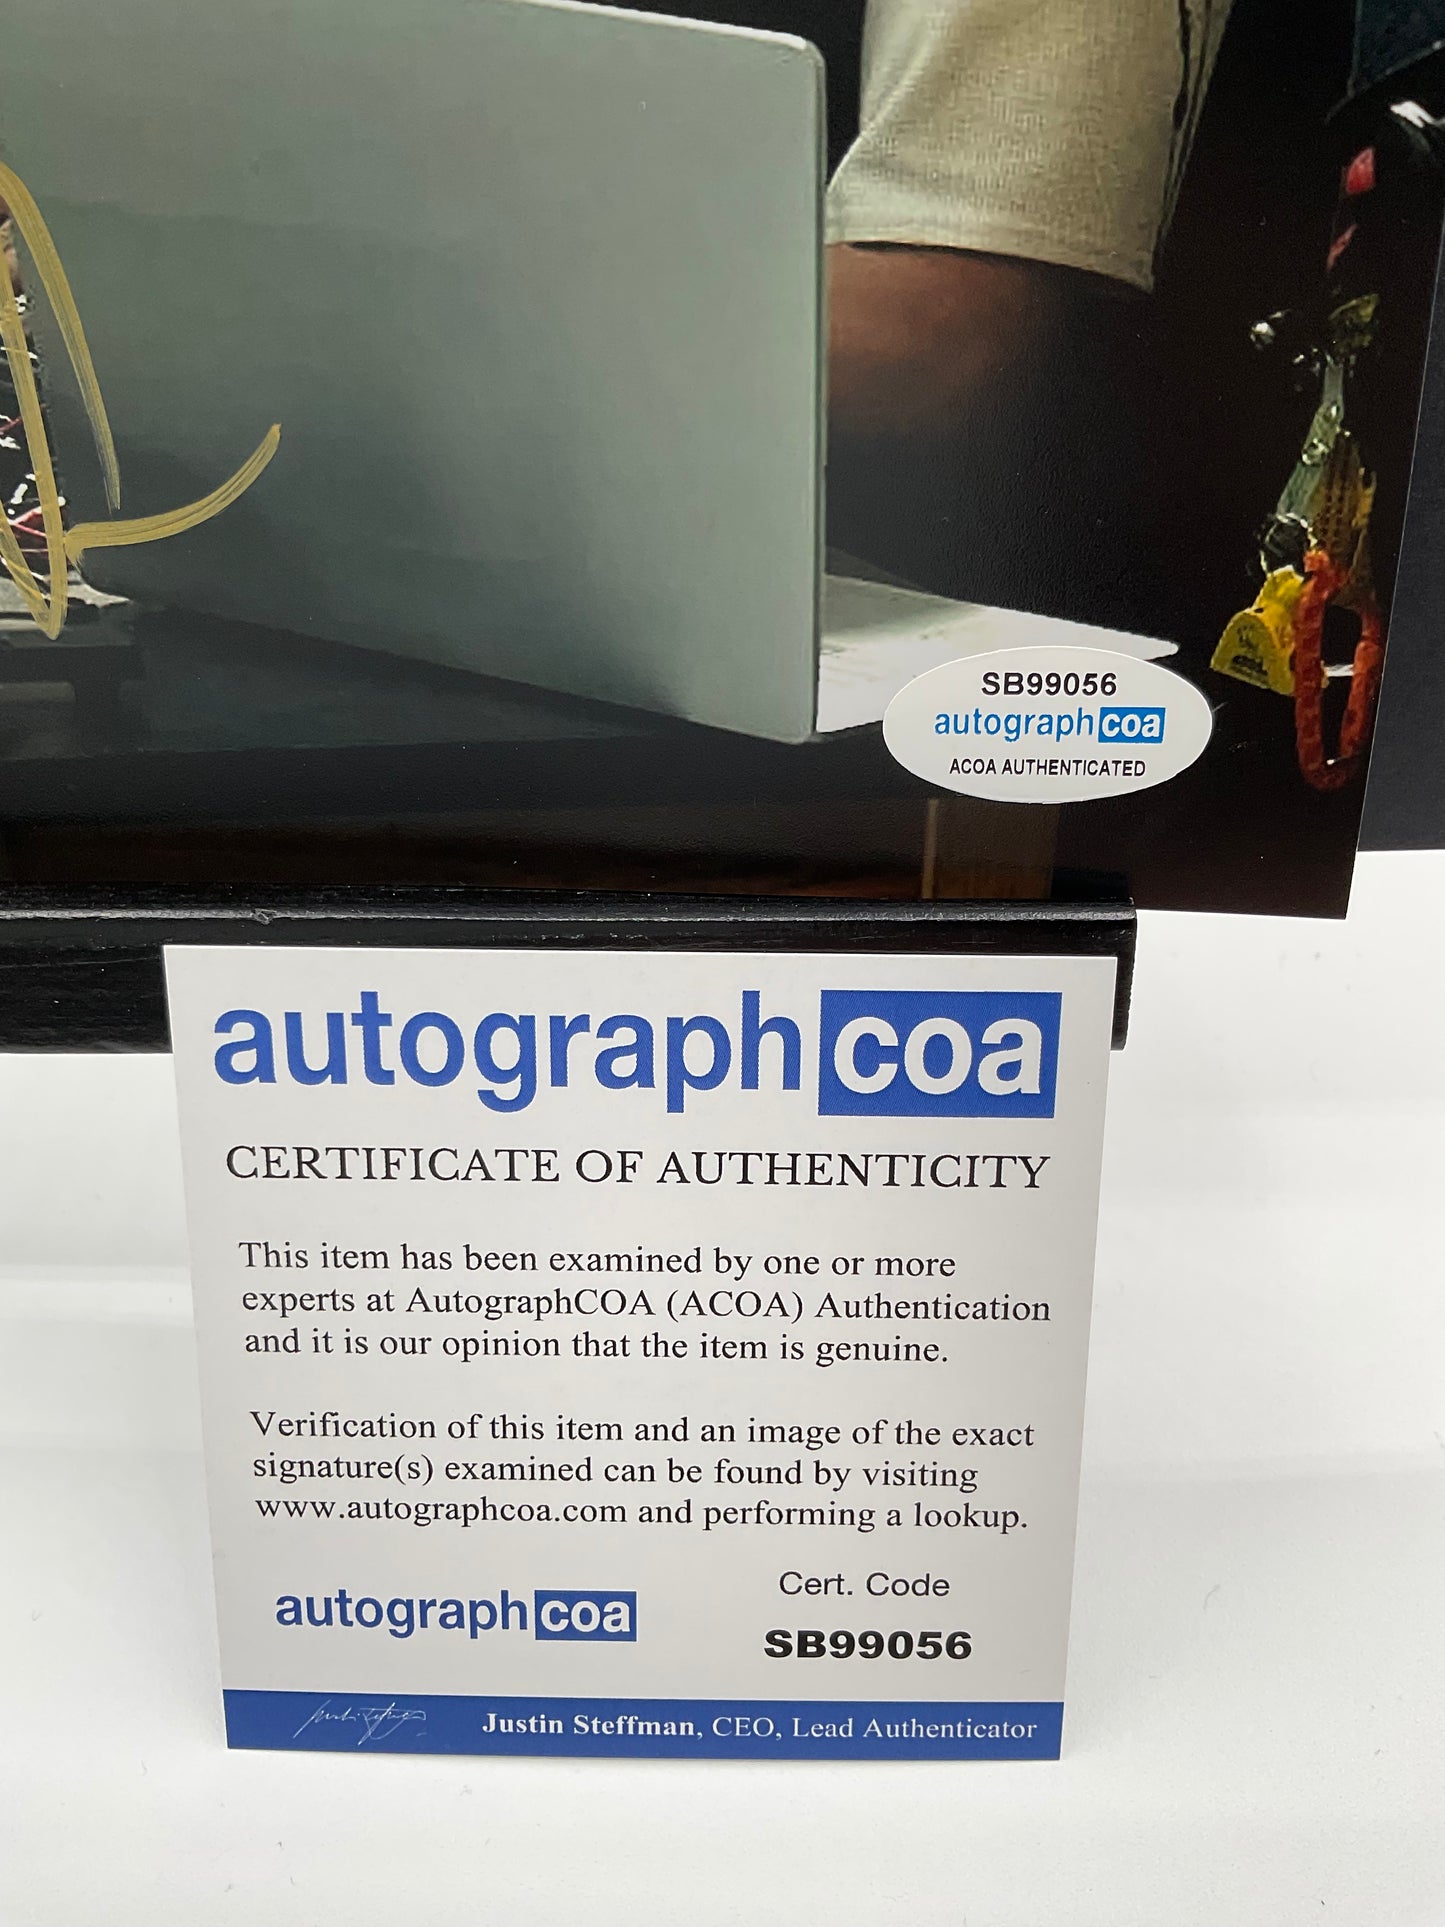 SB99056
autographcoa
ACOA AUTHENTICATED
autographcoa
CERTIFICATE OF AUTHENTICITY
This item has been examined by one or more
experts at AutographCOA (ACOA) Authentication
and it is our opinion that the item is genuine.
Verification of this item and an image of the exact
signature(s) examined can be found by visiting
www.autographcoa.com and performing a lookup.
Cert. Code
autographcoa
SB99056
Justin Steffman, CEO, Lead Authenticator